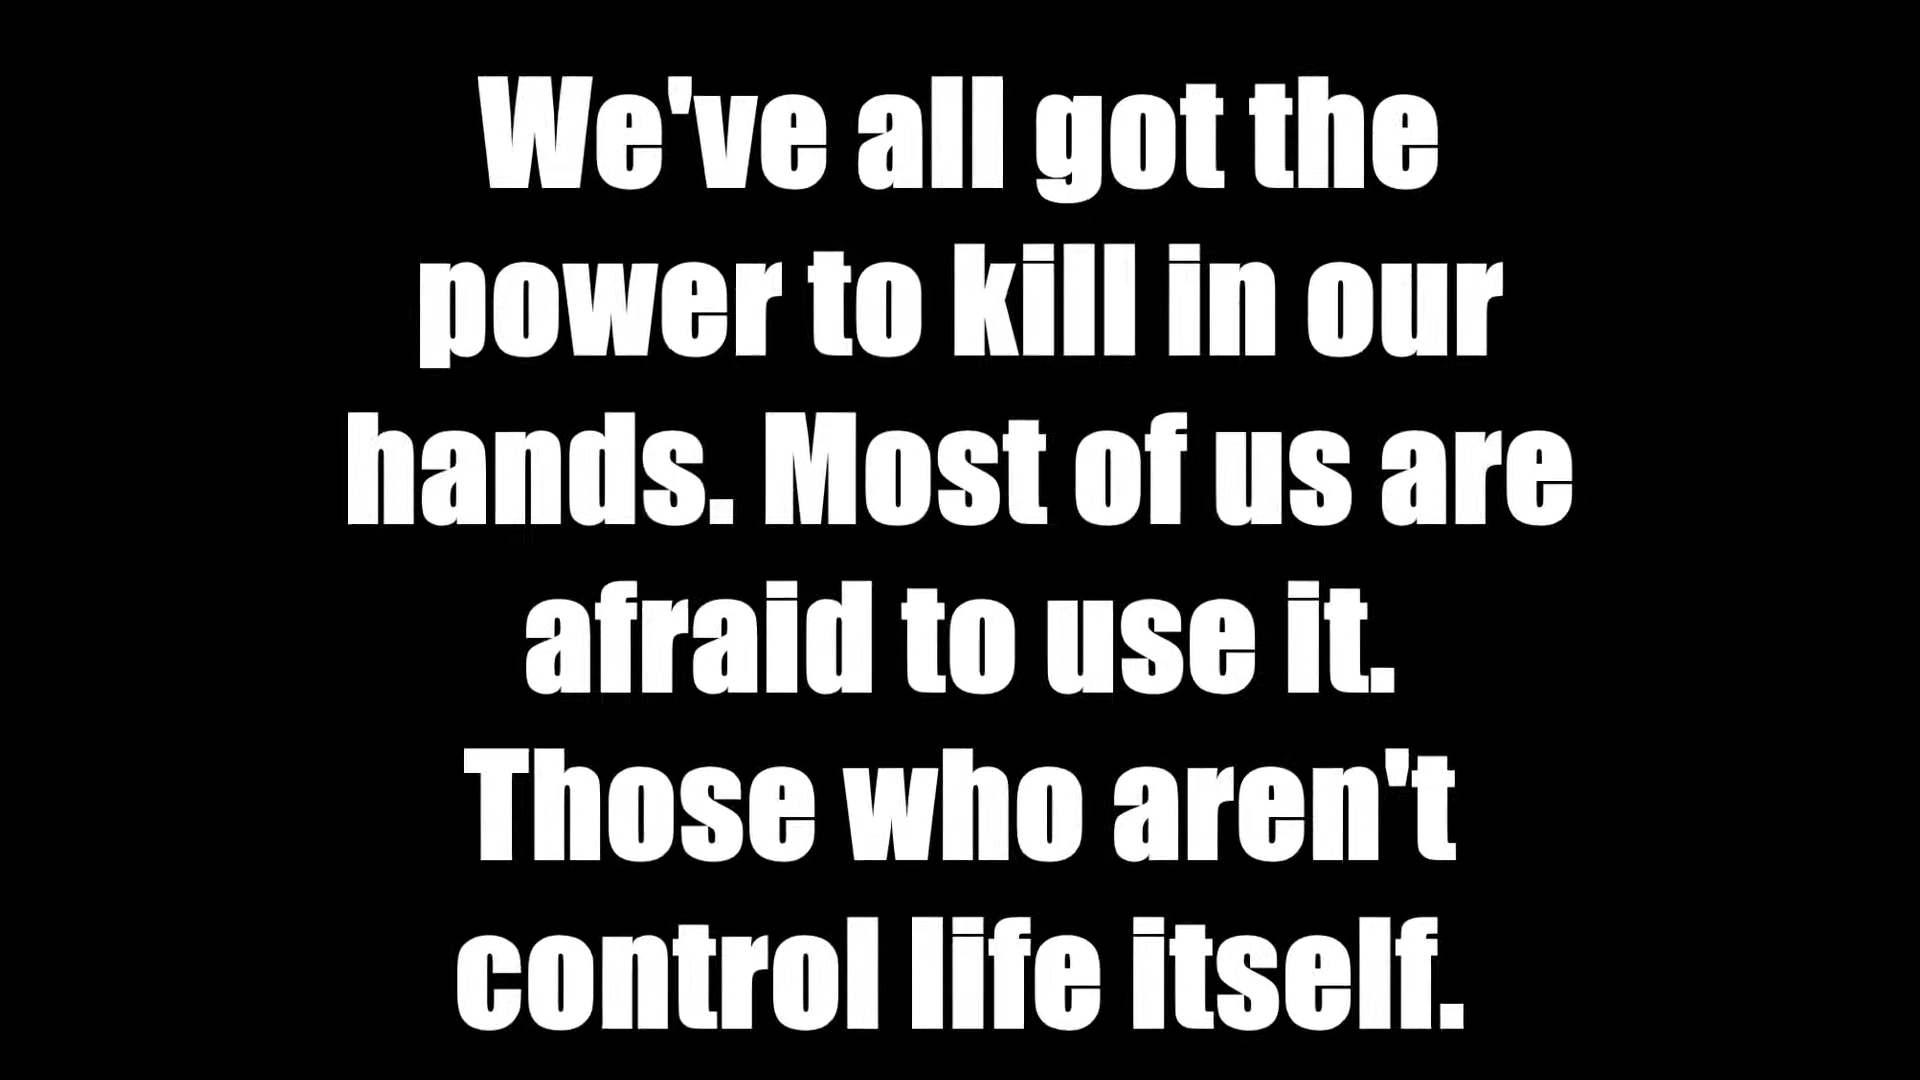 We've all got the
power to kill in our
hands. Most of us are
afraid to use it.
Those who aren't
control life itself.